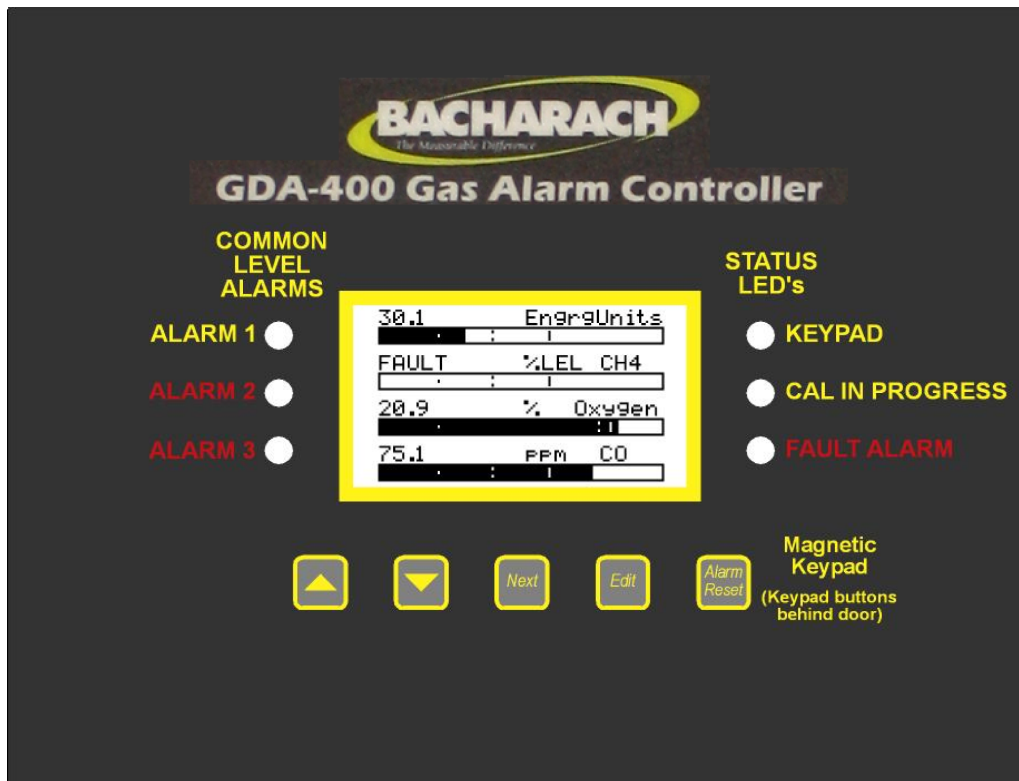 BACHARACH
The Measurable Difference
GDA-400 Gas Alarm Controller
COMMON
LEVEL
ALARMS
STATUS
LED's
ALARM 1
ALARM 2
ALARM 3
30.1 EngrgUnits
FAULT %LEL CH4
20.9 % Oxygen
75.1 ppm CO
KEYPAD
CAL IN PROGRESS
FAULT ALARM
Next
Edit
Alarm
Reset
Magnetic
Keypad
(Keypad buttons
behind door)